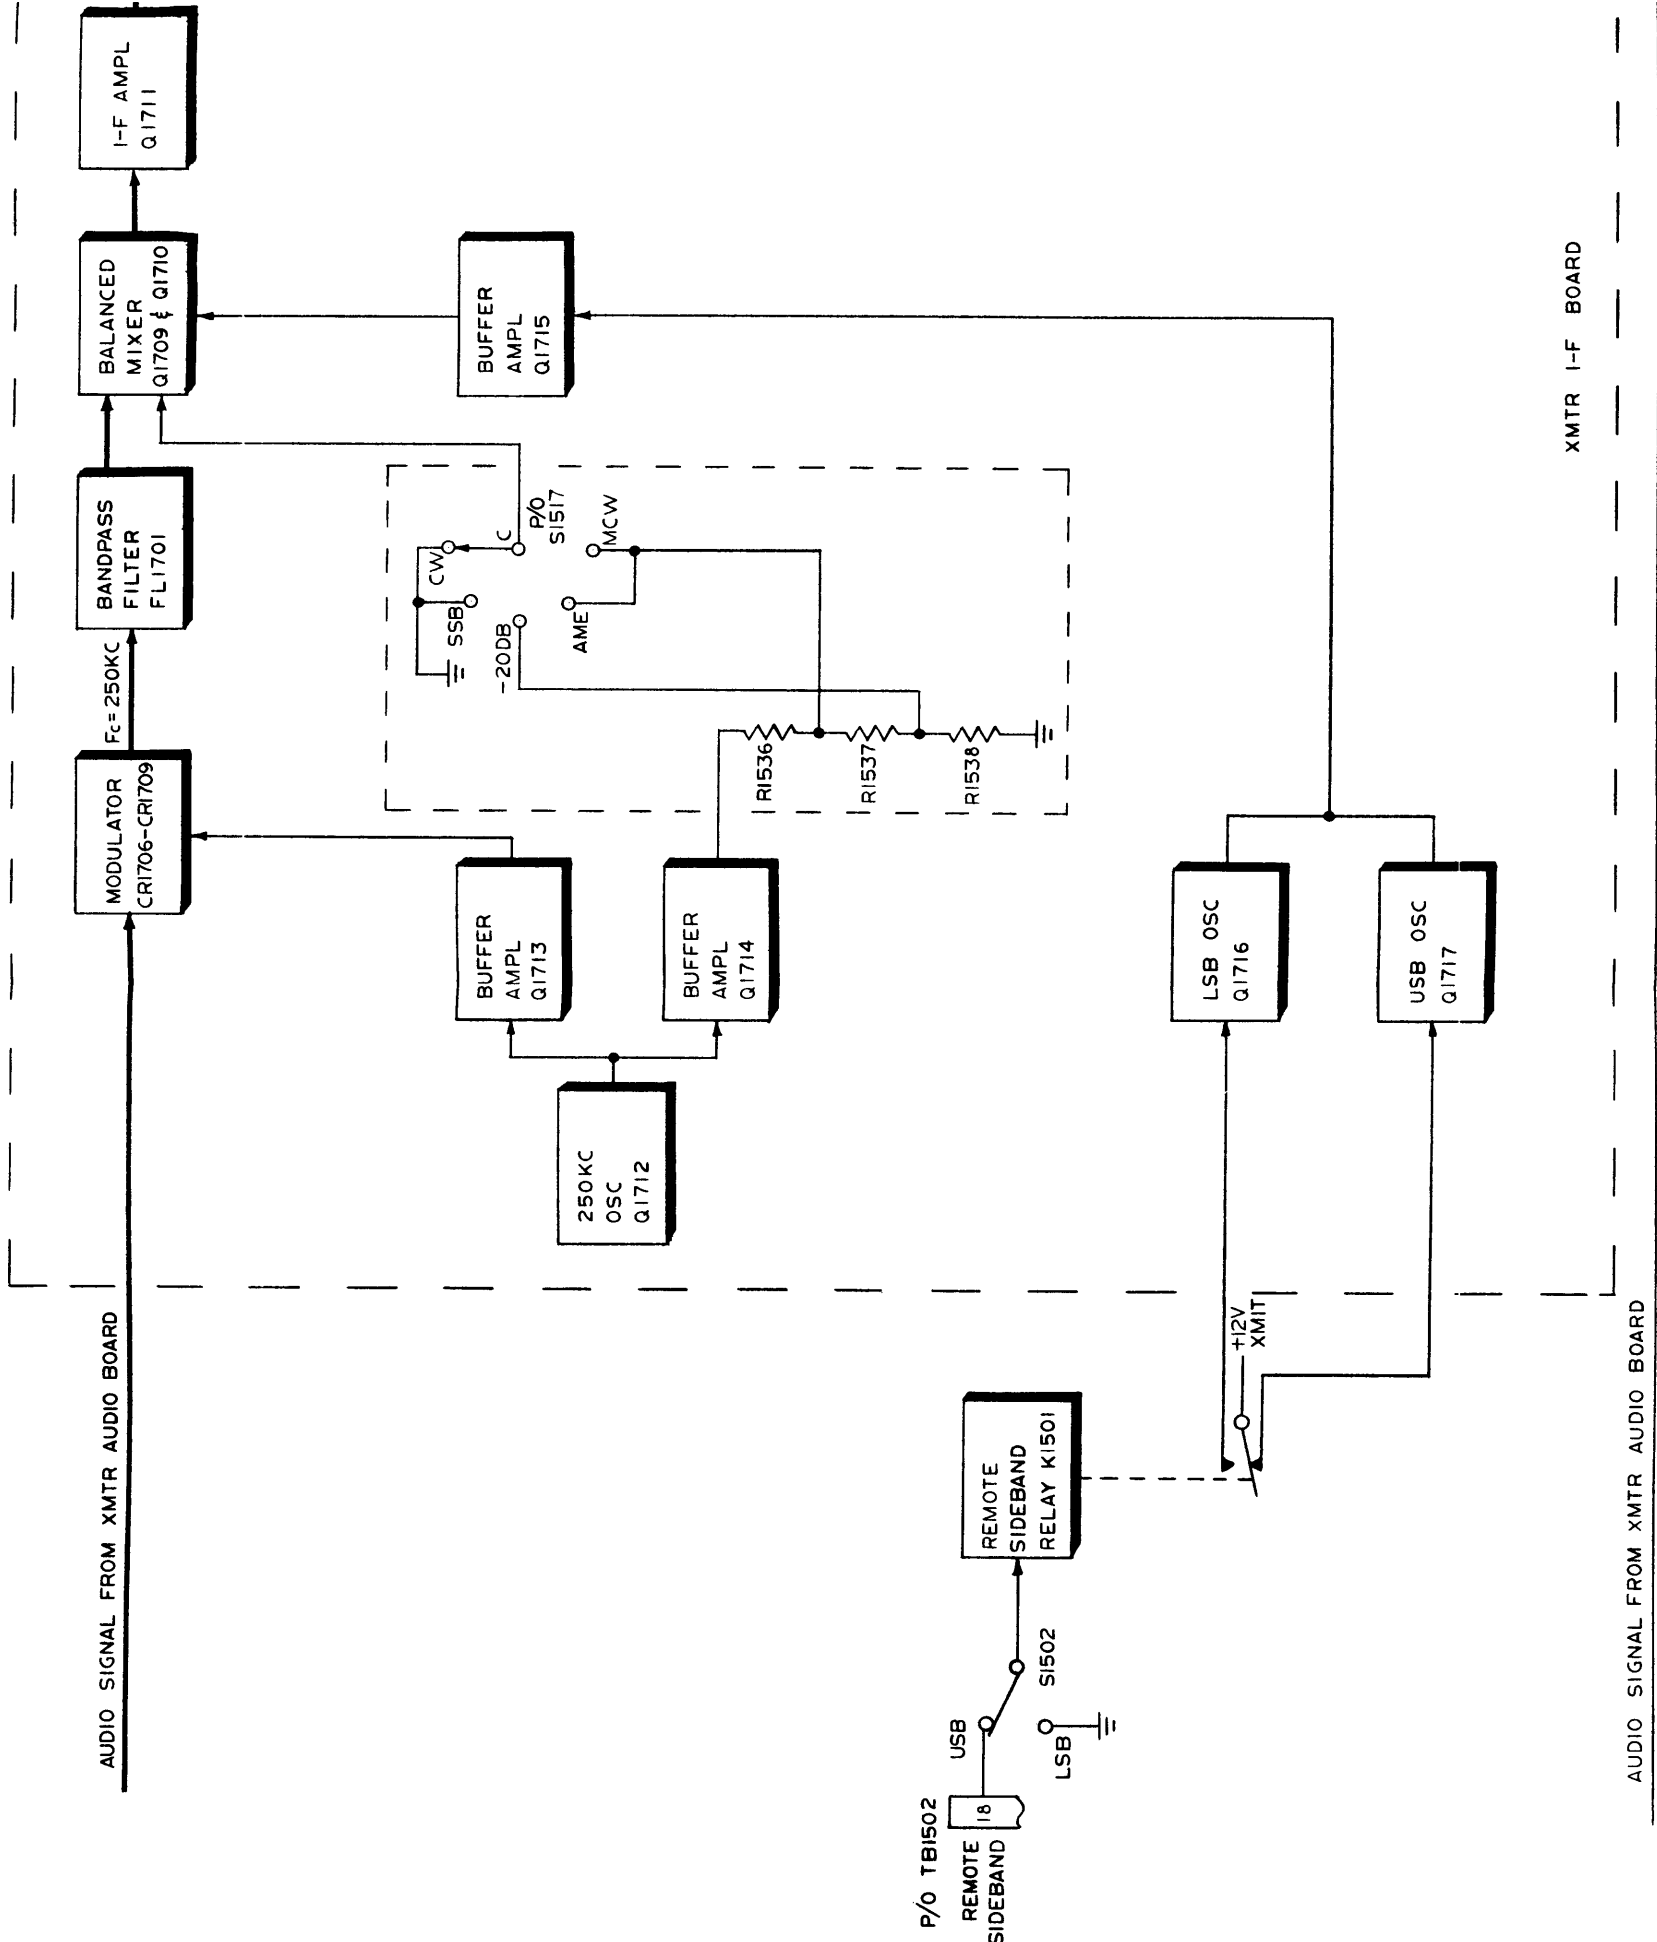 AUDIO SIGNAL FROM XMTR AUDIO BOARD
MODULATOR
CR1706-CR1709
Fc=250KC
BANDPASS
FILTER
FL1701
BALANCED
MIXER
Q1709 & Q1710
I-F AMPL
Q1711
250KC
OSC
Q1712
BUFFER
AMPL
Q1713
BUFFER
AMPL
Q1714
BUFFER
AMPL
Q1715
CW
SSB
-20DB
AME
MCW
C
P/O
S1517
R1536
R1537
R1538
P/O TB1502
REMOTE
SIDEBAND
18
USB
LSB
S1502
REMOTE
SIDEBAND
RELAY K1501
+12V
XMIT
LSB OSC
Q1716
USB OSC
Q1717
XMTR I-F BOARD
AUDIO SIGNAL FROM XMTR AUDIO BOARD